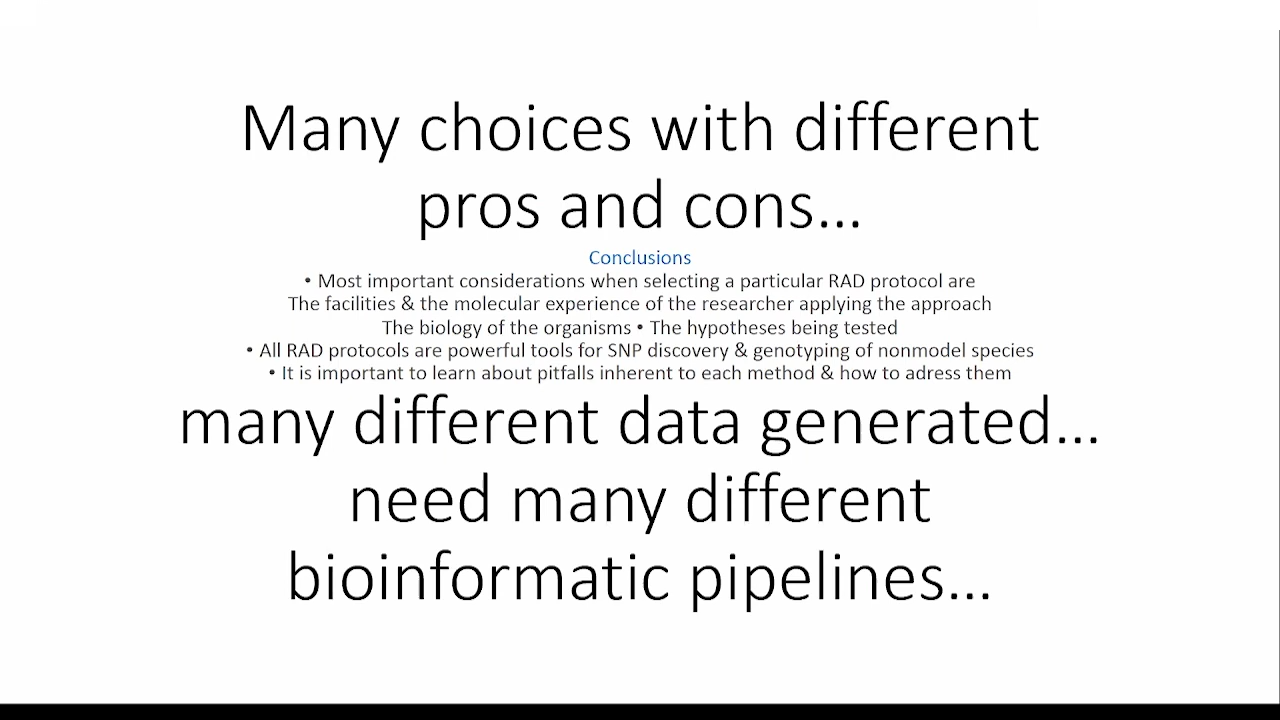 Many choices with different
pros and cons...
Conclusions
• Most important considerations when selecting a particular RAD protocol are
The facilities & the molecular experience of the researcher applying the approach
The biology of the organisms • The hypotheses being tested
• All RAD protocols are powerful tools for SNP discovery & genotyping of nonmodel species
• It is important to learn about pitfalls inherent to each method & how to adress them
many different data generated...
need many different
bioinformatic pipelines...